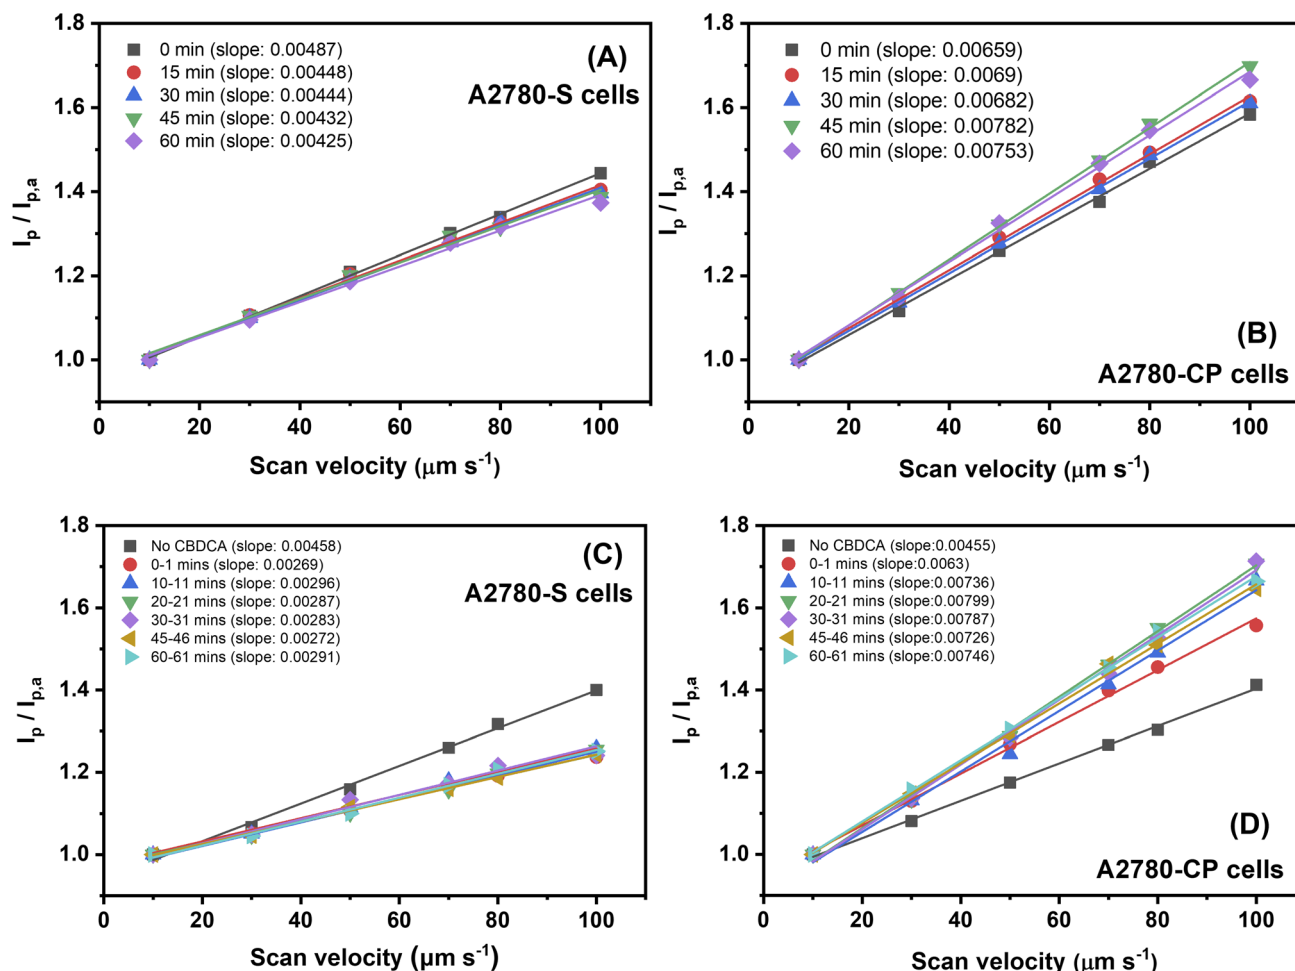 1.8
1.6
1.4
1.2
1.0
Ip / Ip,a
0 min (slope: 0.00487)
15 min (slope: 0.00448)
30 min (slope: 0.00444)
45 min (slope: 0.00432)
60 min (slope: 0.00425)
(A)
A2780-S cells
0 20 40 60 80 100
Scan velocity (μm s-1)
1.8
1.6
1.4
1.2
1.0
Ip / Ip,a
0 min (slope: 0.00659)
15 min (slope: 0.0069)
30 min (slope: 0.00682)
45 min (slope: 0.00782)
60 min (slope: 0.00753)
(B)
A2780-CP cells
0 20 40 60 80 100
Scan velocity (μm s-1)
1.8
1.6
1.4
1.2
1.0
Ip / Ip,a
No CBDCA (slope: 0.00458)
0-1 mins (slope: 0.00269)
10-11 mins (slope: 0.00296)
20-21 mins (slope: 0.00287)
30-31 mins (slope: 0.00283)
45-46 mins (slope: 0.00272)
60-61 mins (slope: 0.00291)
(C)
A2780-S cells
0 20 40 60 80 100
Scan velocity (μm s-1)
1.8
1.6
1.4
1.2
1.0
Ip / Ip,a
No CBDCA (slope:0.00455)
0-1 mins (slope:0.0063)
10-11 mins (slope:0.00736)
20-21 mins (slope:0.00799)
30-31 mins (slope:0.00787)
45-46 mins (slope:0.00726)
60-61 mins (slope:0.00746)
(D)
A2780-CP cells
0 20 40 60 80 100
Scan velocity (μm s-1)